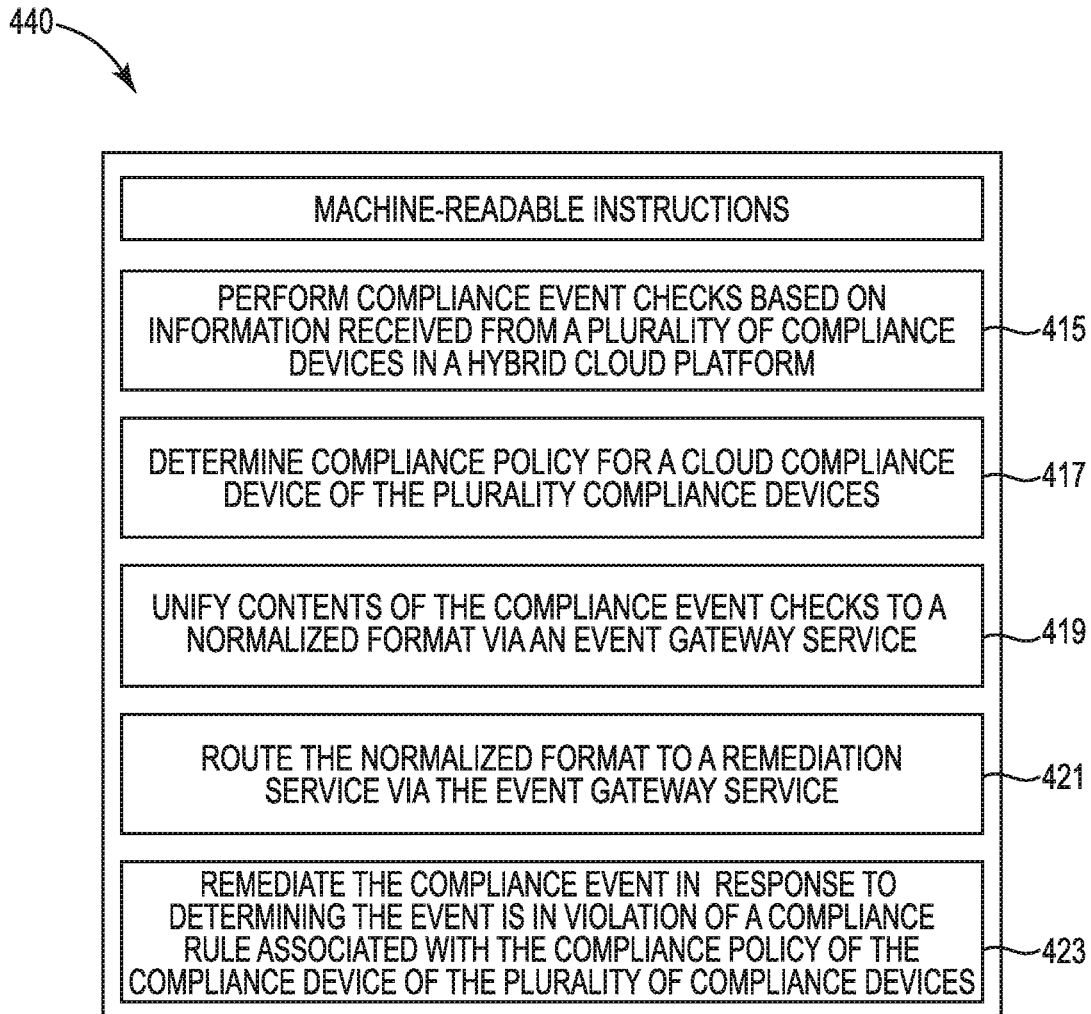 440
MACHINE-READABLE INSTRUCTIONS
PERFORM COMPLIANCE EVENT CHECKS BASED ON
INFORMATION RECEIVED FROM A PLURALITY OF COMPLIANCE
DEVICES IN A HYBRID CLOUD PLATFORM
415
DETERMINE COMPLIANCE POLICY FOR A CLOUD COMPLIANCE
DEVICE OF THE PLURALITY COMPLIANCE DEVICES
417
UNIFY CONTENTS OF THE COMPLIANCE EVENT CHECKS TO A
NORMALIZED FORMAT VIA AN EVENT GATEWAY SERVICE
419
ROUTE THE NORMALIZED FORMAT TO A REMEDIATION
SERVICE VIA THE EVENT GATEWAY SERVICE
421
REMEDIATE THE COMPLIANCE EVENT IN RESPONSE TO
DETERMINING THE EVENT IS IN VIOLATION OF A COMPLIANCE
RULE ASSOCIATED WITH THE COMPLIANCE POLICY OF THE
COMPLIANCE DEVICE OF THE PLURALITY OF COMPLIANCE DEVICES
423